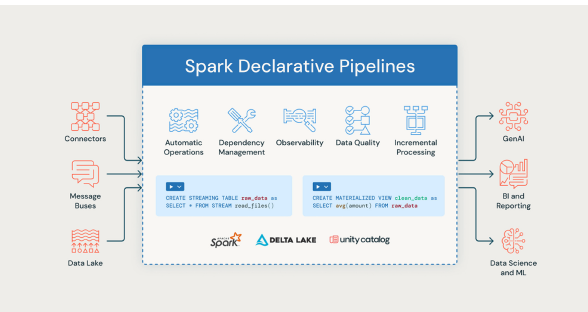 Spark Declarative Pipelines
Connectors
Message
Buses
Data Lake
Automatic
Operations
Dependency
Management
Observability
Data Quality
Incremental
Processing
CREATE STREAMING TABLE raw_data as
SELECT * FROM STREAM read_files()
CREATE MATERIALIZED VIEW clean_data as
SELECT avg(amount) FROM raw_data
APACHE
Spark
DELTA LAKE
unity catalog
GenAI
BI and
Reporting
Data Science
and ML